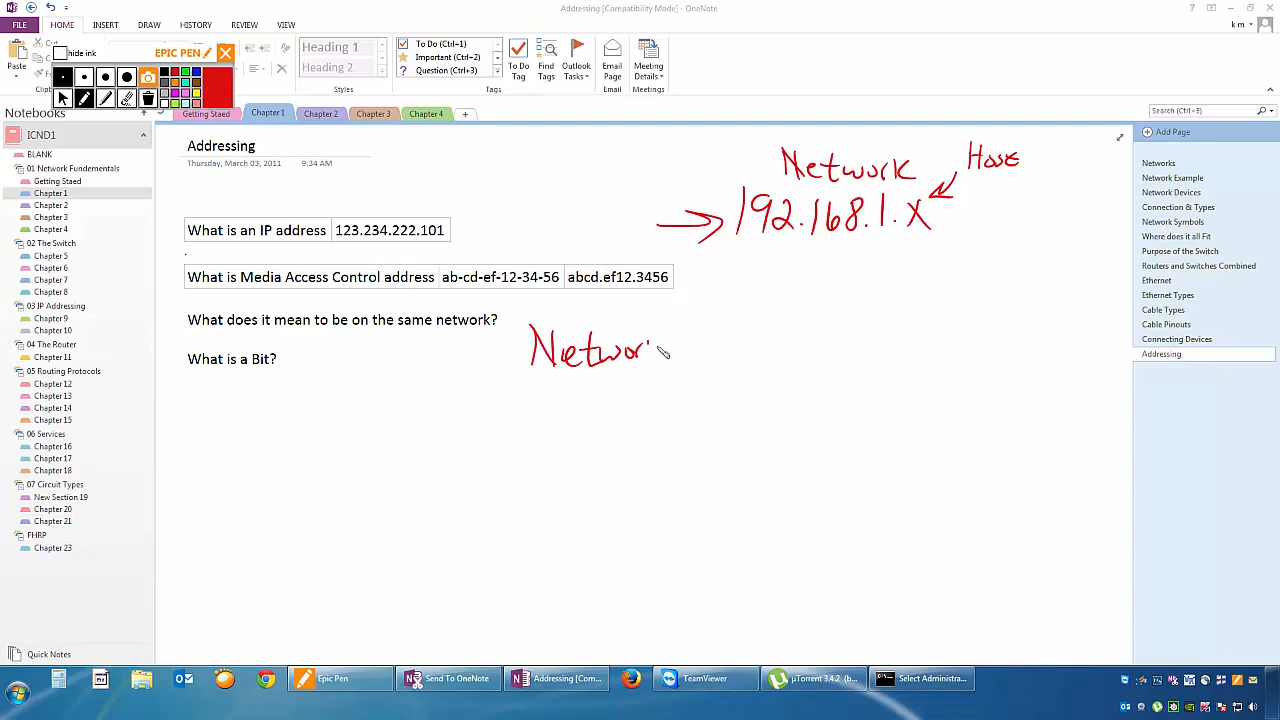 Addressing [Compatibility Mode] - OneNote
FILE HOME INSERT DRAW HISTORY REVIEW VIEW
k m
hide ink EPIC PEN
Cut
Paste
Heading 1
Heading 2
To Do (Ctrl+1)
Important (Ctrl+2)
Question (Ctrl+3)
To Do Tag
Find Tags
Outlook Tasks
Email Page
Meeting Details
Styles
Tags
Email
Meetings
Notebooks
Getting Staed Chapter 1 Chapter 2 Chapter 3 Chapter 4 +
Search (Ctrl+E)
ICND1
BLANK
01 Network Fundamentals
Getting Staed
Chapter 1
Chapter 2
Chapter 3
Chapter 4
02 The Switch
Chapter 5
Chapter 6
Chapter 7
Chapter 8
03 IP Addressing
Chapter 9
Chapter 10
04 The Router
Chapter 11
05 Routing Protocols
Chapter 12
Chapter 13
Chapter 14
Chapter 15
06 Services
Chapter 16
Chapter 17
Chapter 18
07 Circuit Types
New Section 19
Chapter 20
Chapter 21
FHRP
Chapter 23
Quick Notes
Addressing
Thursday, March 03, 2011 9:34 AM
Network
Host
192.168.1.X
What is an IP address 123.234.222.101
What is Media Access Control address ab-cd-ef-12-34-56 abcd.ef12.3456
What does it mean to be on the same network?
Networ
What is a Bit?
Add Page
Networks
Network Example
Network Devices
Connection & Types
Network Symbols
Where does it all Fit
Purpose of the Switch
Routers and Switches Combined
Ethernet
Ethernet Types
Cable Types
Cable Pinouts
Connecting Devices
Addressing
Epic Pen
Send To OneNote
Addressing [Com...
TeamViewer
µTorrent 3.4.2 (b...
Select Administra...